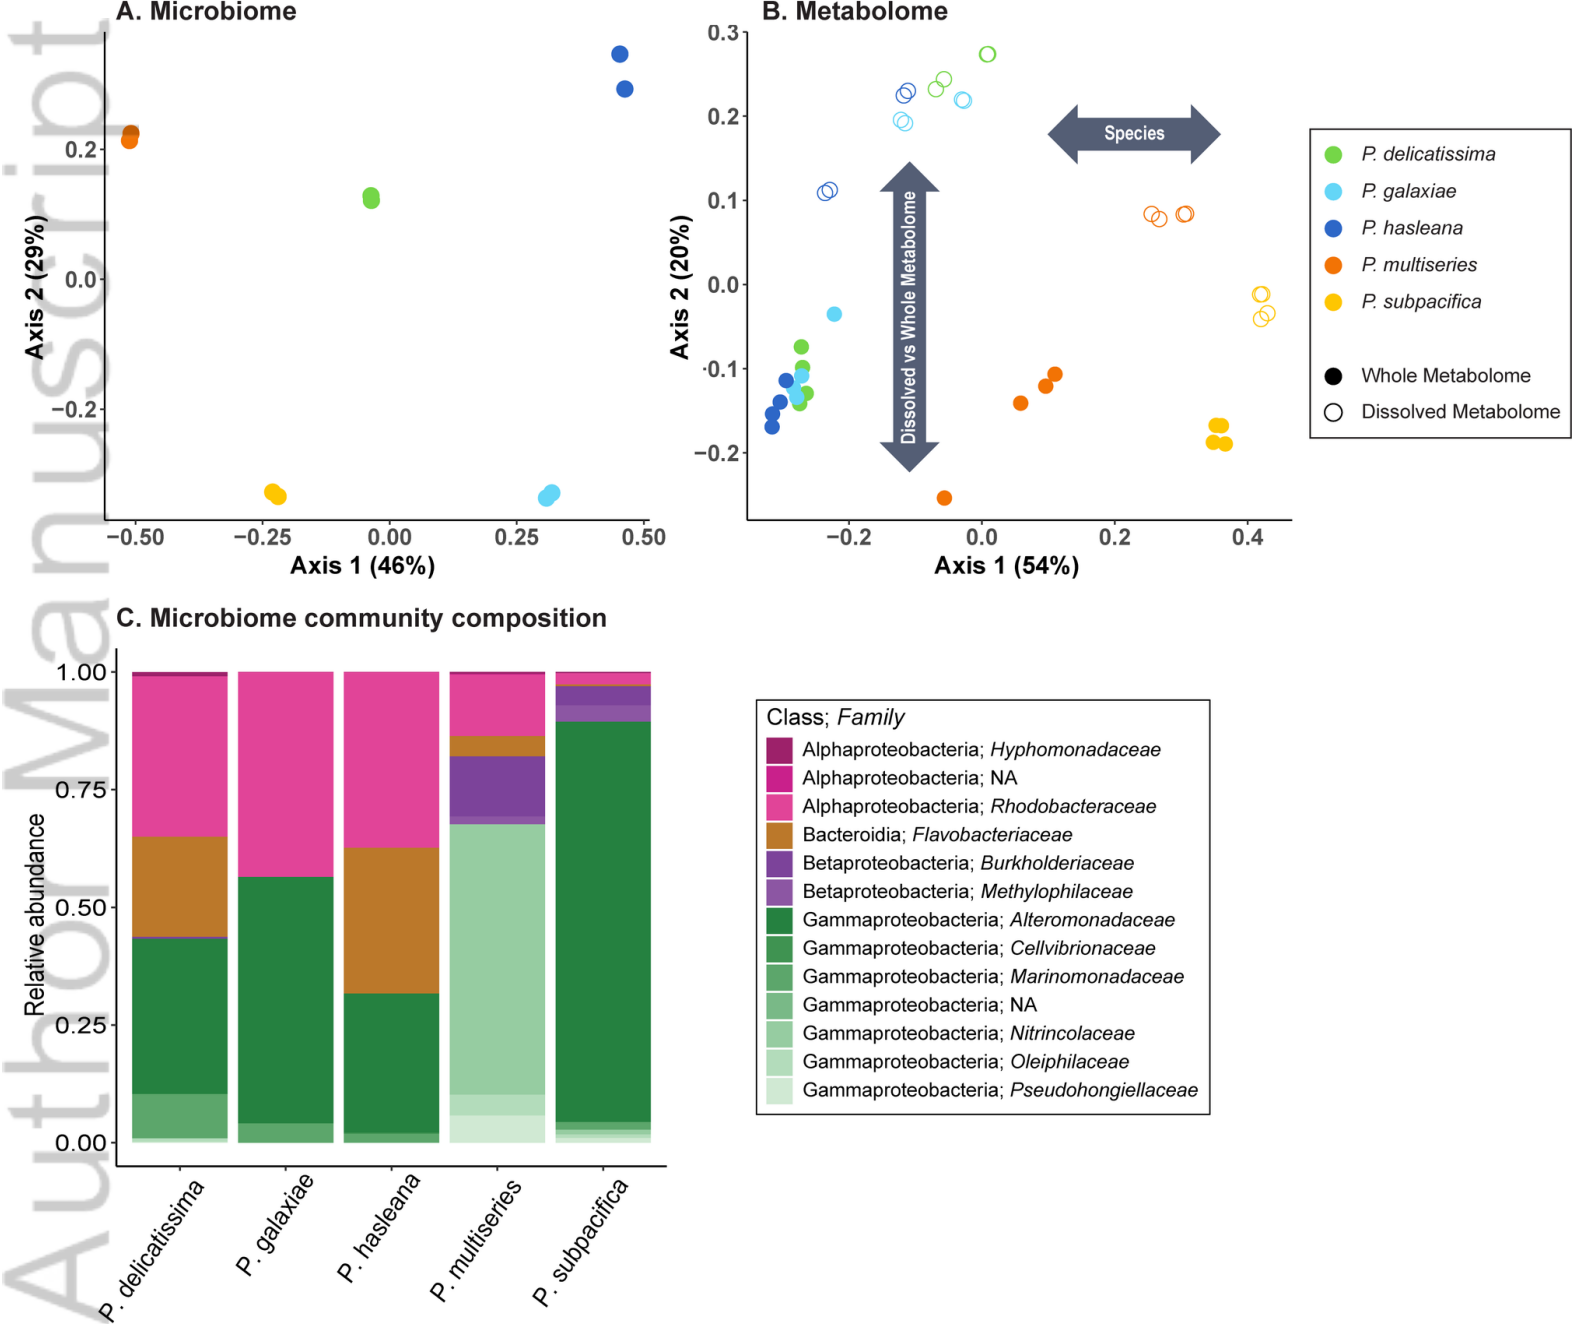 Author Manuscript
A. Microbiome
0.2
0.0
−0.2
Axis 2 (29%)
−0.50 −0.25 0.00 0.25 0.50
Axis 1 (46%)
B. Metabolome
0.3
0.2
0.1
0.0
-0.1
−0.2
Axis 2 (20%)
Species
Dissolved vs Whole Metabolome
−0.2 0.0 0.2 0.4
Axis 1 (54%)
P. delicatissima
P. galaxiae
P. hasleana
P. multiseries
P. subpacifica
Whole Metabolome
Dissolved Metabolome
C. Microbiome community composition
1.00
0.75
0.50
0.25
0.00
Relative abundance
P. delicatissima
P. galaxiae
P. hasleana
P. multiseries
P. subpacifica
Class; Family
Alphaproteobacteria; Hyphomonadaceae
Alphaproteobacteria; NA
Alphaproteobacteria; Rhodobacteraceae
Bacteroidia; Flavobacteriaceae
Betaproteobacteria; Burkholderiaceae
Betaproteobacteria; Methylophilaceae
Gammaproteobacteria; Alteromonadaceae
Gammaproteobacteria; Cellvibrionaceae
Gammaproteobacteria; Marinomonadaceae
Gammaproteobacteria; NA
Gammaproteobacteria; Nitrincolaceae
Gammaproteobacteria; Oleiphilaceae
Gammaproteobacteria; Pseudohongiellaceae